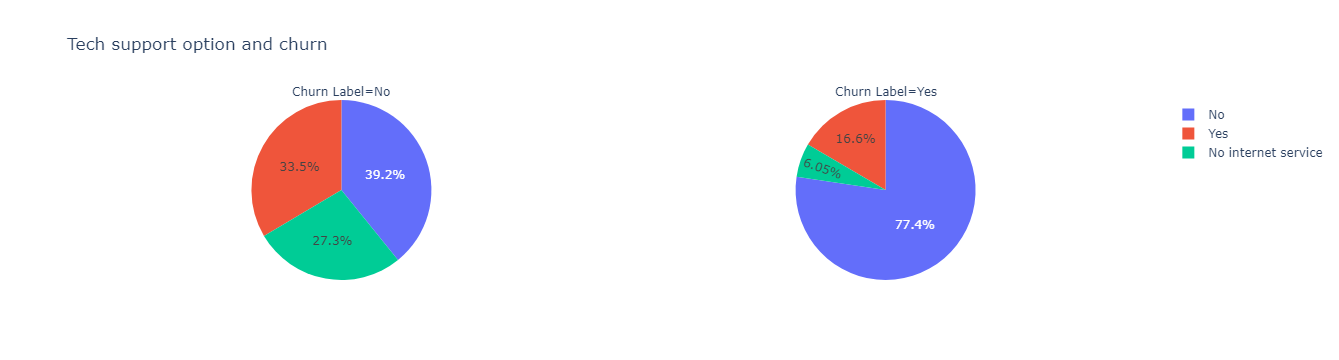 Tech support option and churn
Churn Label=No
33.5%
39.2%
27.3%
Churn Label=Yes
16.6%
6.05%
77.4%
No
Yes
No internet service